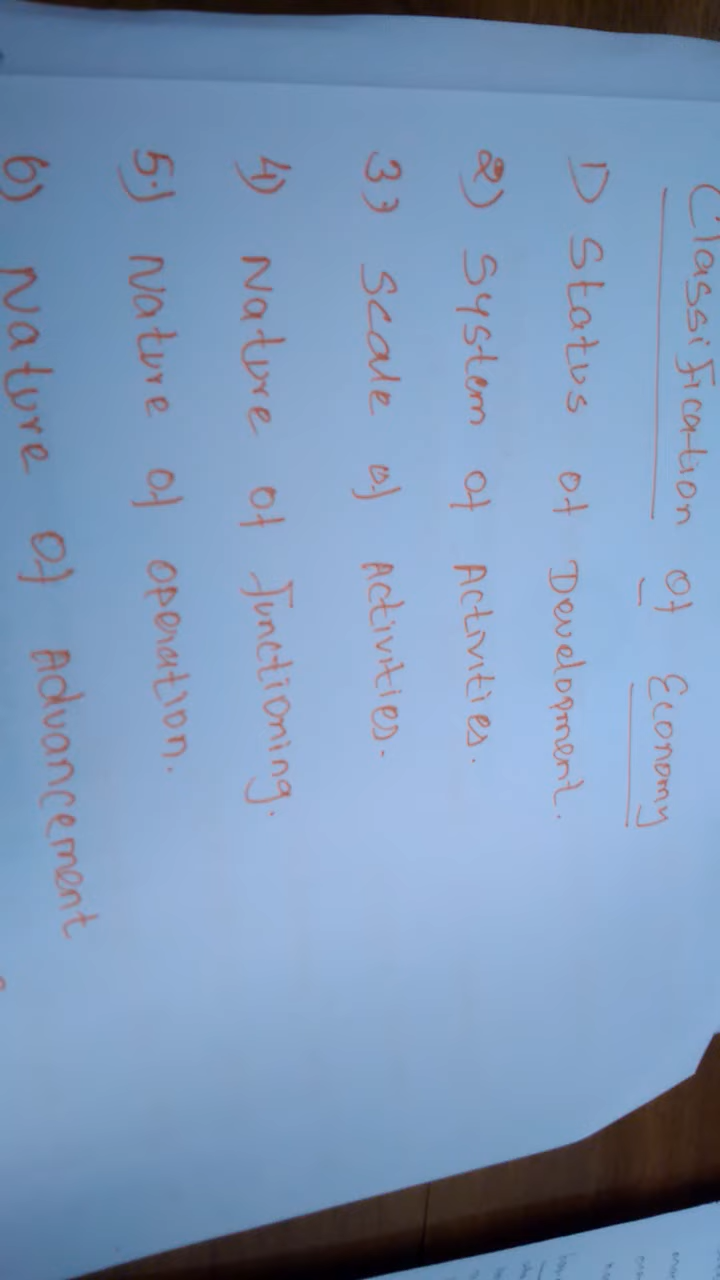 Classification of Economy
1) Status of Development.
2) System of Activities.
3) Scale of Activities.
4) Nature of functioning.
5.) Nature of operation.
6) Nature of Advancement